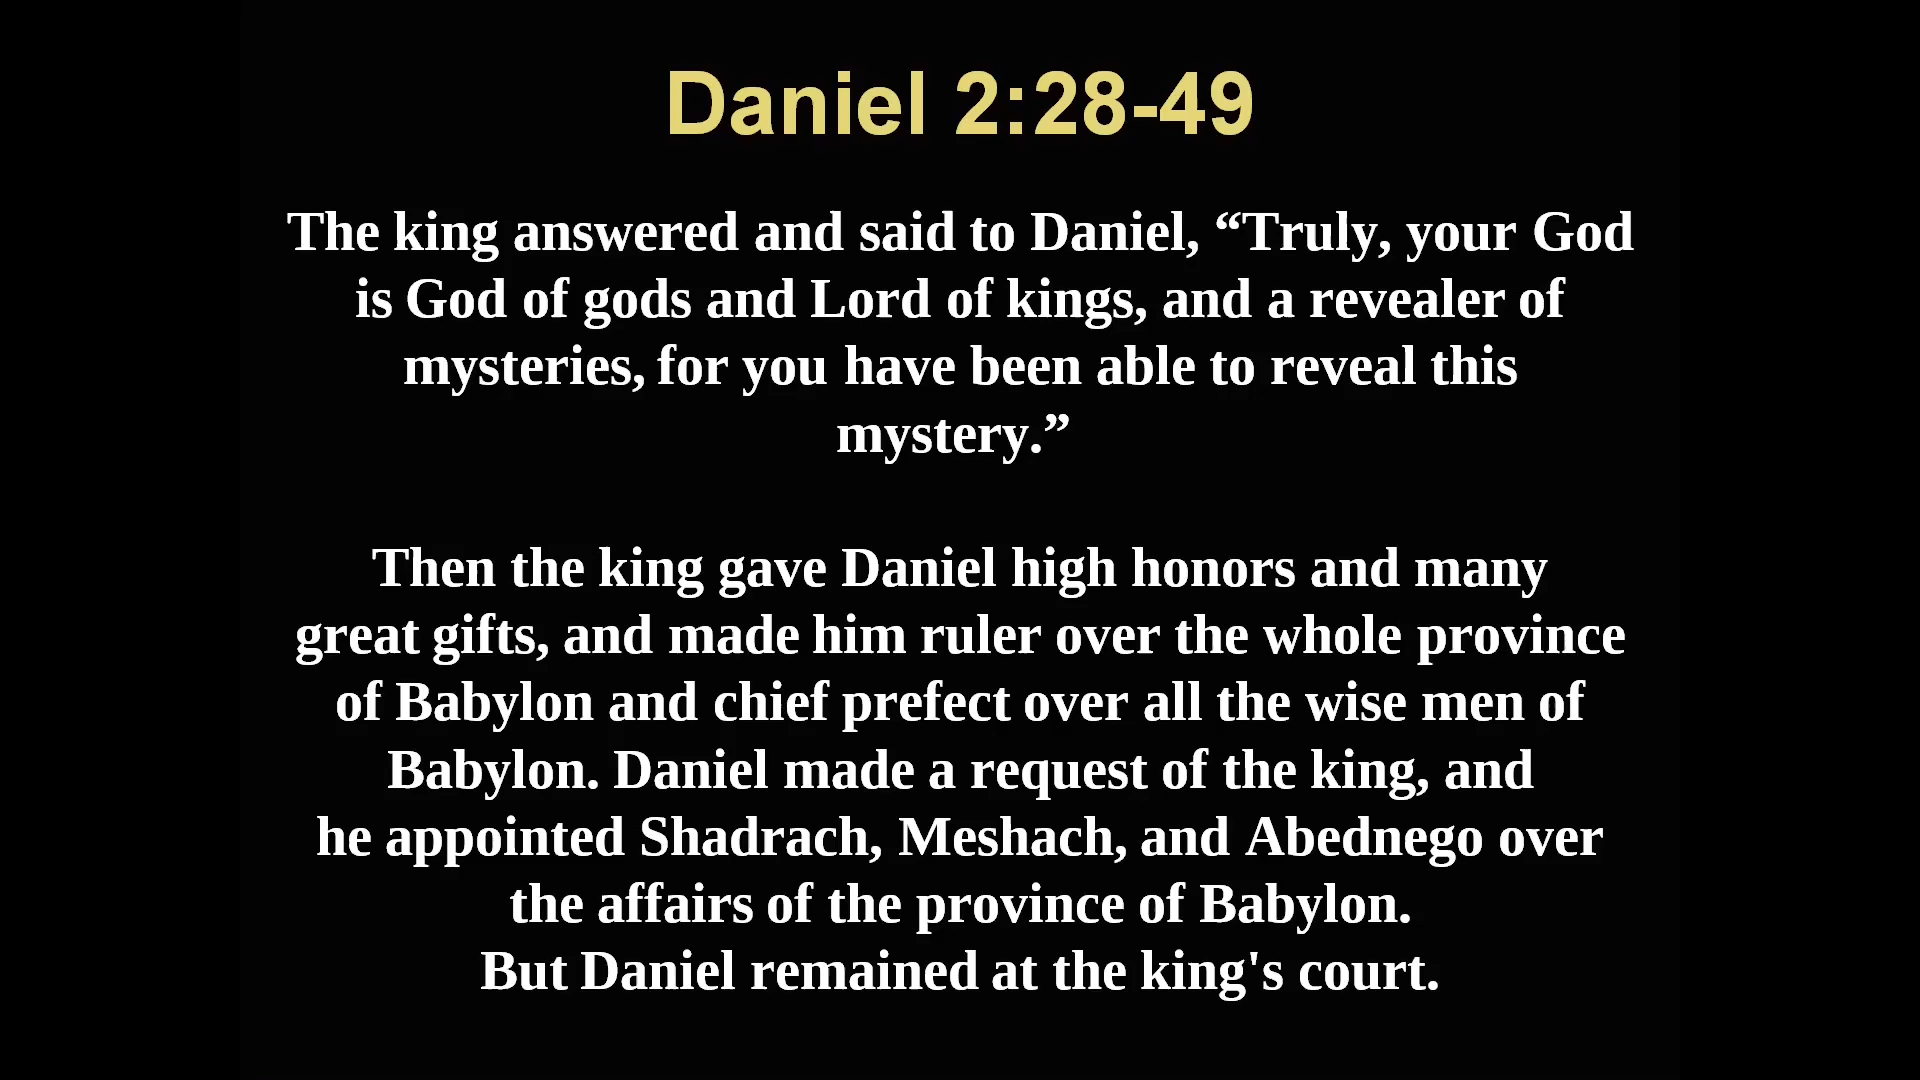 Daniel 2:28-49
The king answered and said to Daniel, “Truly, your God
is God of gods and Lord of kings, and a revealer of
mysteries, for you have been able to reveal this
mystery.”
Then the king gave Daniel high honors and many
great gifts, and made him ruler over the whole province
of Babylon and chief prefect over all the wise men of
Babylon. Daniel made a request of the king, and
he appointed Shadrach, Meshach, and Abednego over
the affairs of the province of Babylon.
But Daniel remained at the king's court.